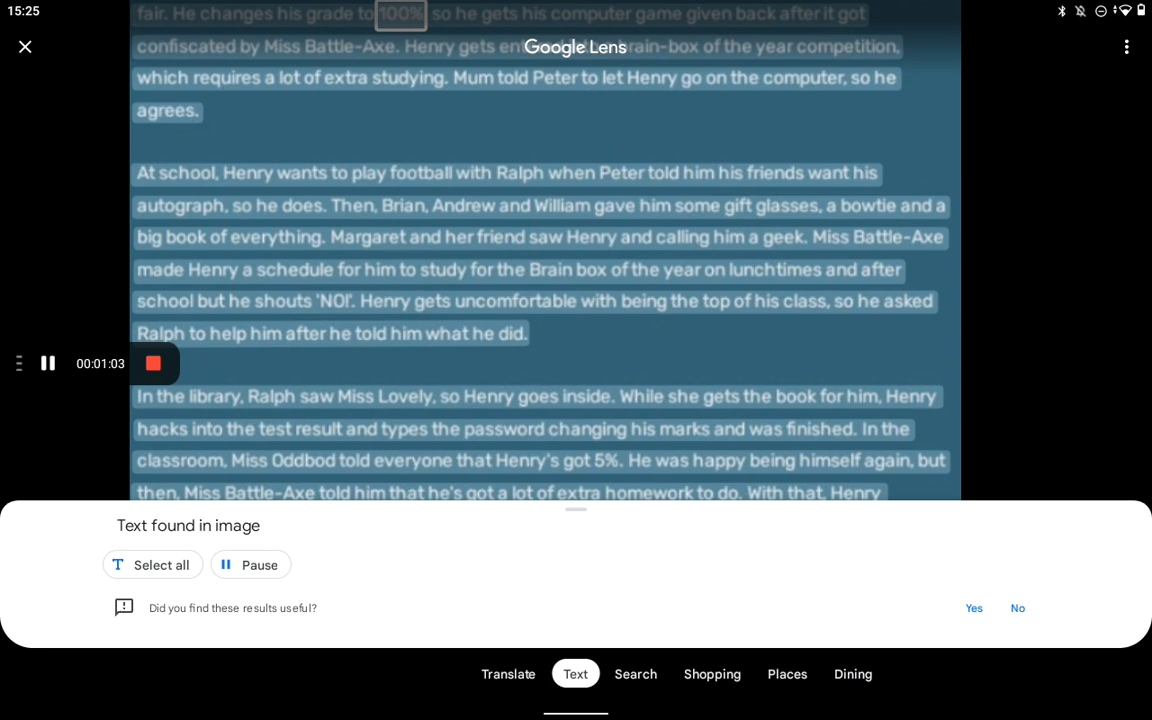 15:25
fair. He changes his grade to 100% so he gets his computer game given back after it got
Google Lens
confiscated by Miss Battle-Axe. Henry gets en rain-box of the year competition,
which requires a lot of extra studying. Mum told Peter to let Henry go on the computer, so he
agrees.
At school, Henry wants to play football with Ralph when Peter told him his friends want his
autograph, so he does. Then, Brian, Andrew and William gave him some gift glasses, a bowtie and a
big book of everything. Margaret and her friend saw Henry and calling him a geek. Miss Battle-Axe
made Henry a schedule for him to study for the Brain box of the year on lunchtimes and after
school but he shouts 'NO!'. Henry gets uncomfortable with being the top of his class, so he asked
Ralph to help him after he told him what he did.
00:01:03
In the library, Ralph saw Miss Lovely, so Henry goes inside. While she gets the book for him, Henry
hacks into the test result and types the password changing his marks and was finished. In the
classroom, Miss Oddbod told everyone that Henry's got 5%. He was happy being himself again, but
then, Miss Battle-Axe told him that he's got a lot of extra homework to do. With that, Henry
Text found in image
T Select all
Pause
Did you find these results useful?
Yes
No
Translate
Text
Search
Shopping
Places
Dining